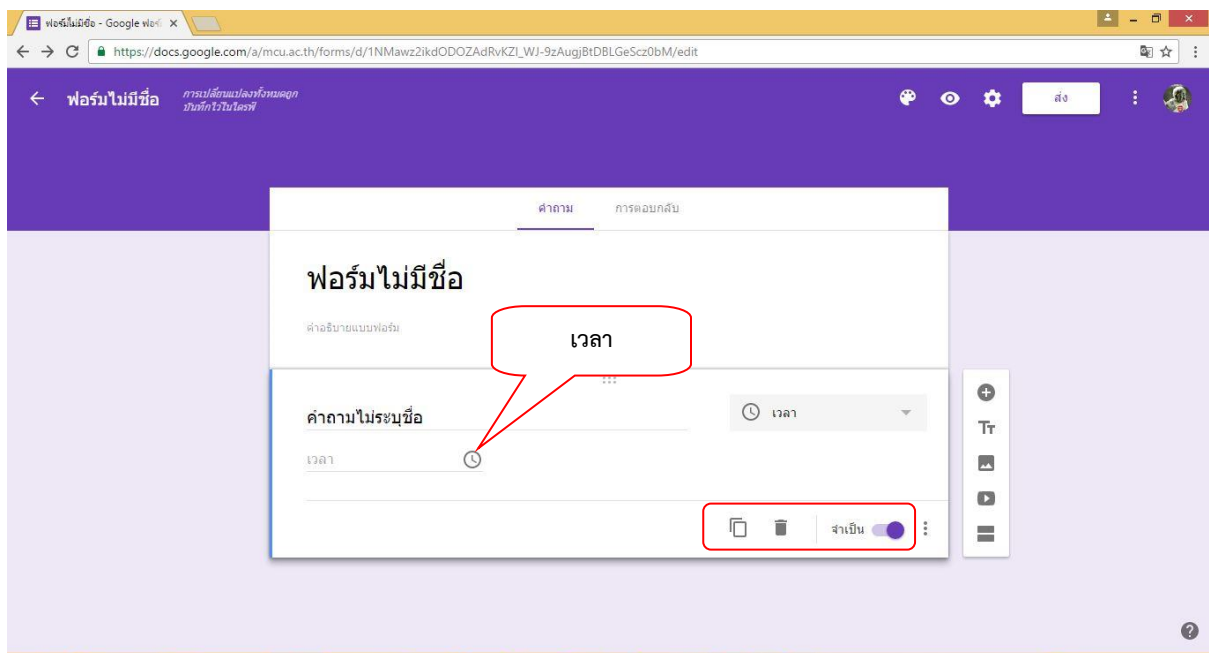 ฟอร์มไม่มีชื่อ - Google ฟอร์
https://docs.google.com/a/mcu.ac.th/forms/d/1NMawz2ikdODOZAdRvKZI_WJ-9zAugjBtDBLGeScz0bM/edit
ฟอร์มไม่มีชื่อ
การเปลี่ยนแปลงทั้งหมดถูก
บันทึกไว้ในไดรฟ์
ส่ง
คำถาม การตอบกลับ
ฟอร์มไม่มีชื่อ
คำอธิบายแบบฟอร์ม
เวลา
คำถามไม่ระบุชื่อ
เวลา
เวลา
จำเป็น